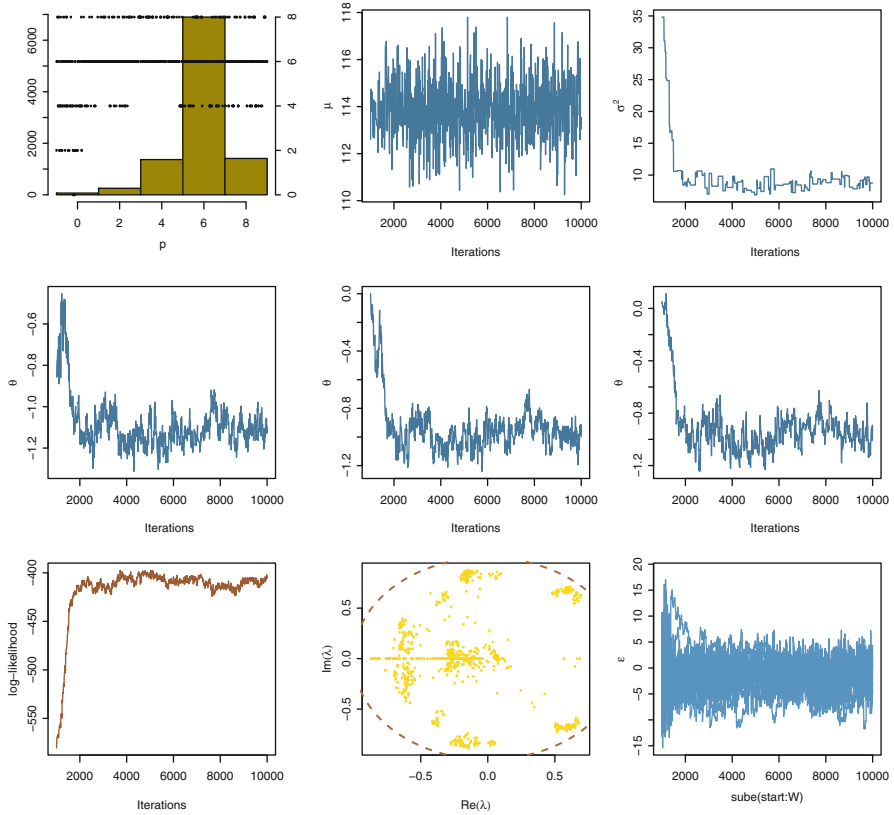 0 1000 2000 3000 4000 5000 6000
0 2 4 6 8
0 2 4 6 8
p
110 112 114 116 118
μ
2000 4000 6000 8000 10000
Iterations
10 15 20 25 30 35
σ²
2000 4000 6000 8000 10000
Iterations
−1.2 −1.0 −0.8 −0.6
θ
2000 4000 6000 8000 10000
Iterations
−1.2 −0.8 −0.4 0.0
θ
2000 4000 6000 8000 10000
Iterations
−1.2 −0.8 −0.4 0.0
θ
2000 4000 6000 8000 10000
Iterations
−550 −500 −450 −400
log−likelihood
2000 4000 6000 8000 10000
Iterations
−0.5 0.0 0.5
Im(λ)
−0.5 0.0 0.5
Re(λ)
−15 −5 0 5 10 15 20
ε
2000 4000 6000 8000 10000
sube(start:W)